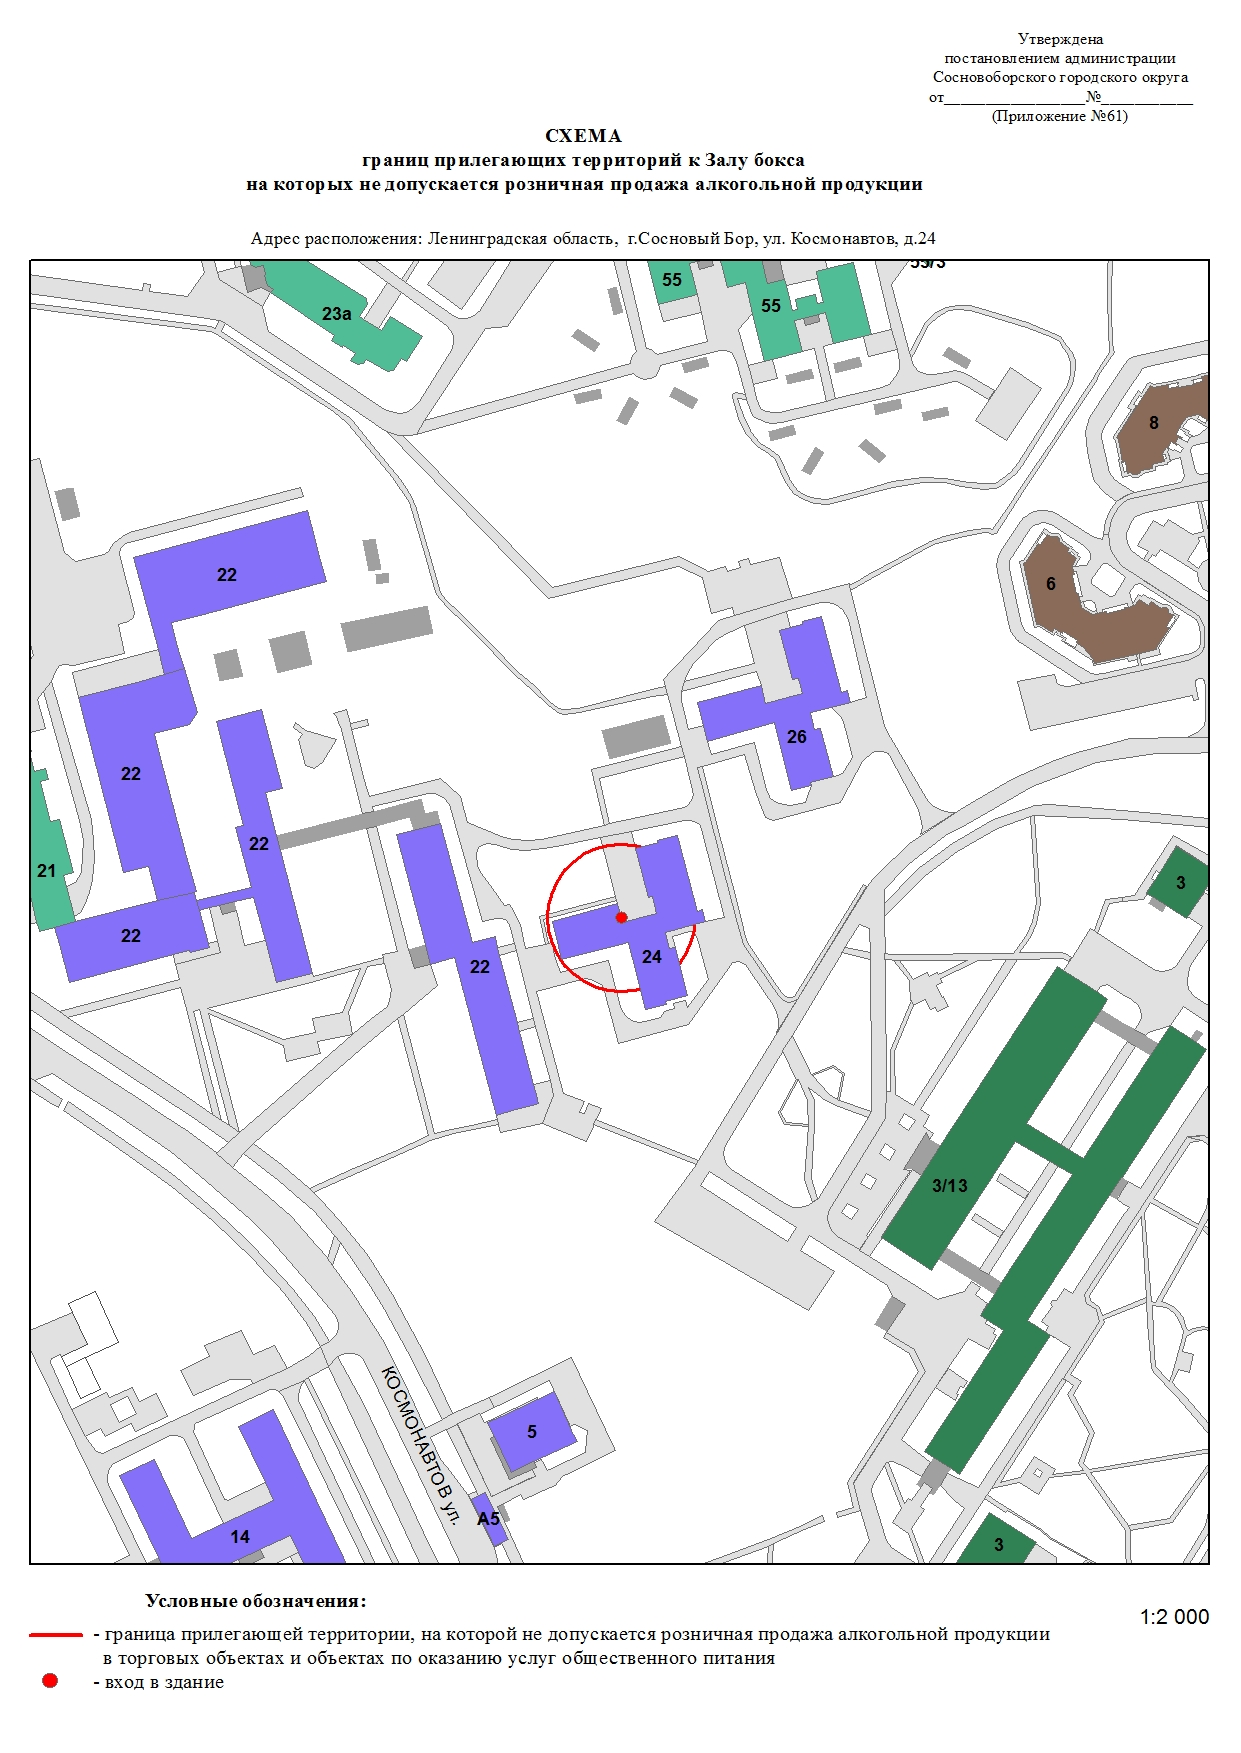 Утверждена
постановлением администрации
Сосновоборского городского округа
от_________________№___________
(Приложение №61)
СХЕМА
границ прилегающих территорий к Залу бокса
на которых не допускается розничная продажа алкогольной продукции
Адрес расположения: Ленинградская область, г.Сосновый Бор, ул. Космонавтов, д.24
55/3
55
55
23а
8
22
6
26
22
22
21
3
22
24
22
3/13
5
КОСМОНАВТОВ ул.
А5
14
3
Условные обозначения:
1:2 000
- граница прилегающей территории, на которой не допускается розничная продажа алкогольной продукции
в торговых объектах и объектах по оказанию услуг общественного питания
- вход в здание